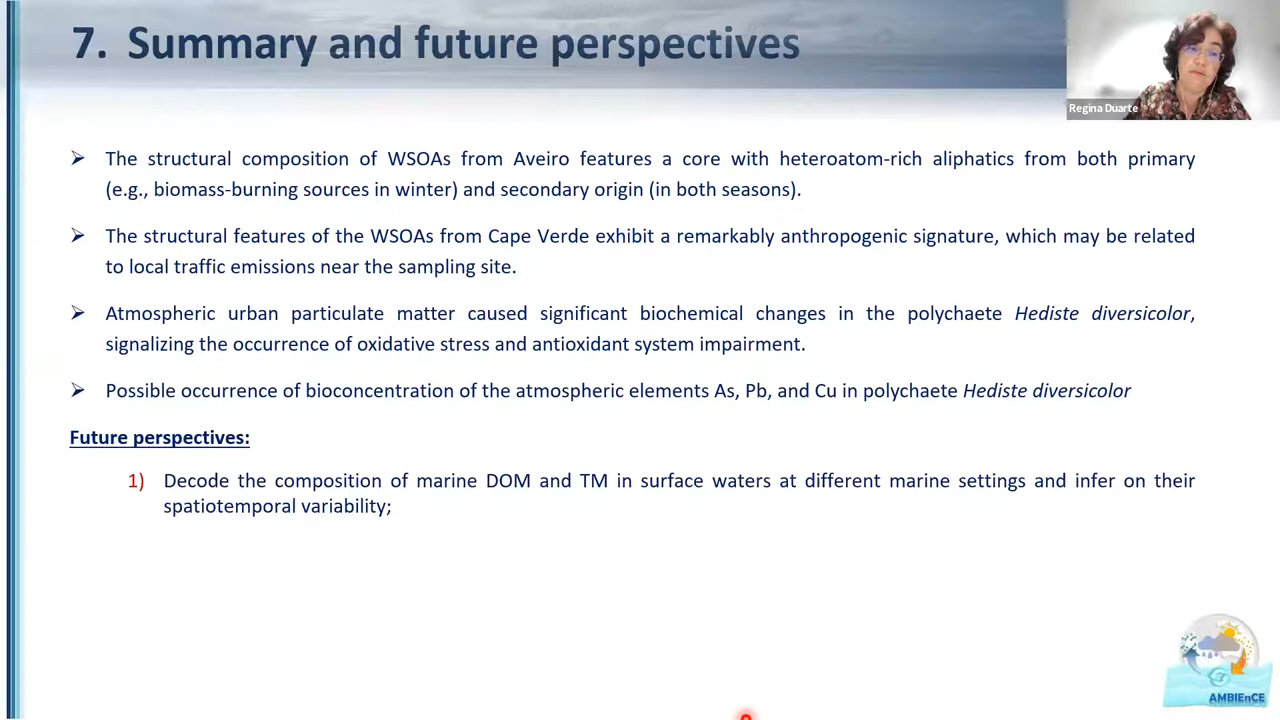 7. Summary and future perspectives
Regina Duarte
➢ The structural composition of WSOAs from Aveiro features a core with heteroatom-rich aliphatics from both primary
(e.g., biomass-burning sources in winter) and secondary origin (in both seasons).
➢ The structural features of the WSOAs from Cape Verde exhibit a remarkably anthropogenic signature, which may be related
to local traffic emissions near the sampling site.
➢ Atmospheric urban particulate matter caused significant biochemical changes in the polychaete Hediste diversicolor,
signalizing the occurrence of oxidative stress and antioxidant system impairment.
➢ Possible occurrence of bioconcentration of the atmospheric elements As, Pb, and Cu in polychaete Hediste diversicolor
Future perspectives:
1) Decode the composition of marine DOM and TM in surface waters at different marine settings and infer on their
spatiotemporal variability;
AMBIEnCE